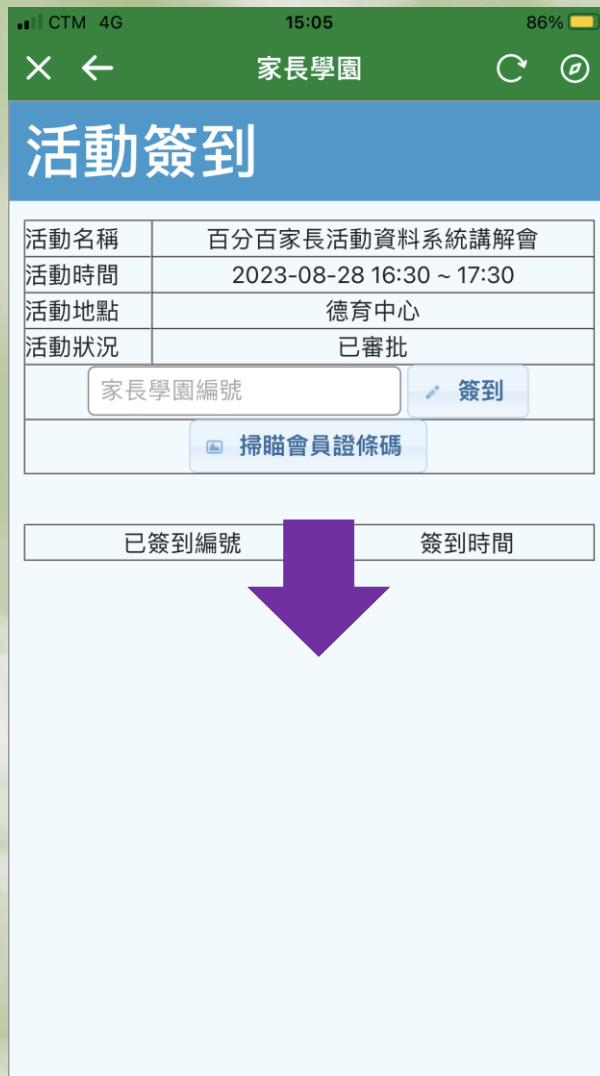 CTM 4G 15:05 86%
家長學園
活動簽到
活動名稱 百分百家長活動資料系統講解會
活動時間 2023-08-28 16:30 ~ 17:30
活動地點 德育中心
活動狀況 已審批
家長學園編號 簽到
掃瞄會員證條碼
已簽到編號 簽到時間